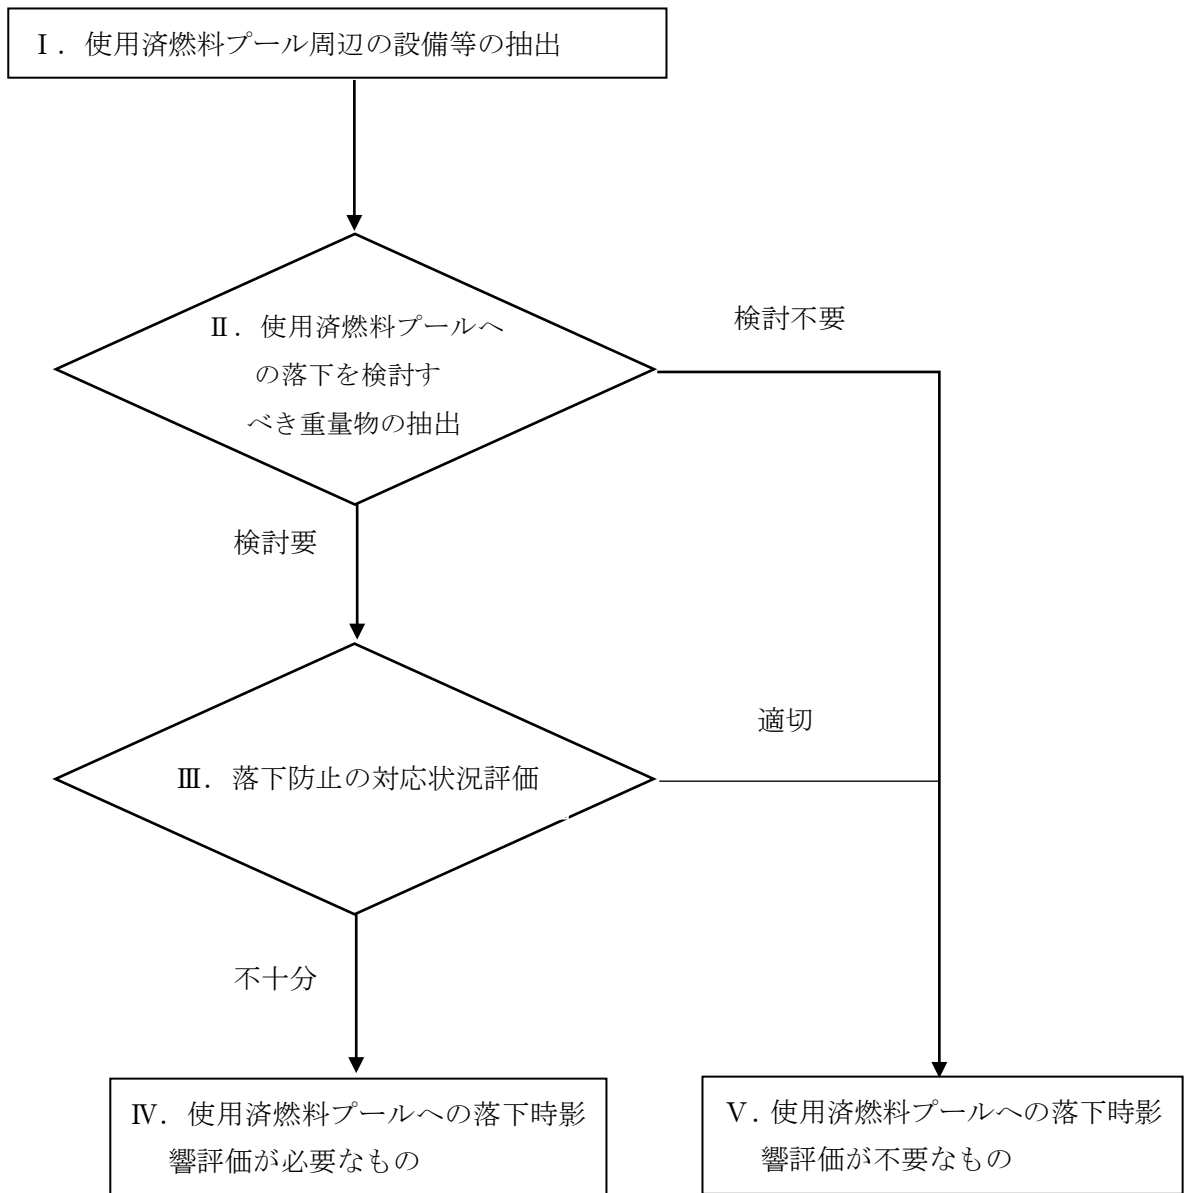 Ⅰ．使用済燃料プール周辺の設備等の抽出
Ⅱ．使用済燃料プールへ
の落下を検討す
べき重量物の抽出
検討不要
検討要
Ⅲ．落下防止の対応状況評価
適切
不十分
Ⅳ．使用済燃料プールへの落下時影
響評価が必要なもの
Ⅴ．使用済燃料プールへの落下時影
響評価が不要なもの